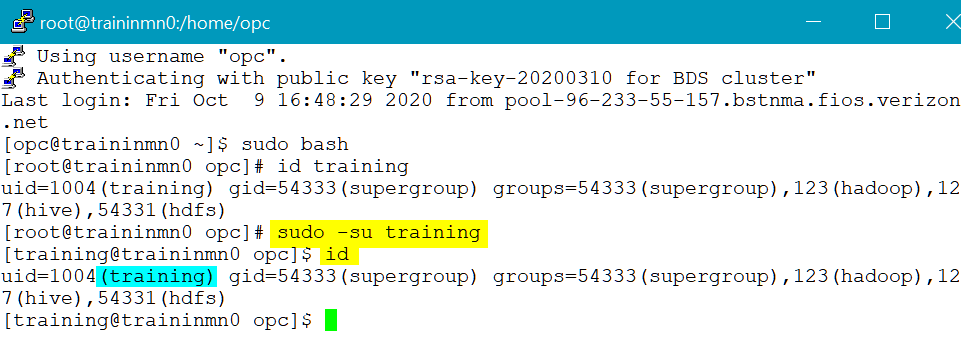 root@traininmn0:/home/opc
Using username "opc".
Authenticating with public key "rsa-key-20200310 for BDS cluster"
Last login: Fri Oct  9 16:48:29 2020 from pool-96-233-55-157.bstnma.fios.verizon
.net
[opc@traininmn0 ~]$ sudo bash
[root@traininmn0 opc]# id training
uid=1004(training) gid=54333(supergroup) groups=54333(supergroup),123(hadoop),12
7(hive),54331(hdfs)
[root@traininmn0 opc]# sudo -su training
[training@traininmn0 opc]$ id
uid=1004(training) gid=54333(supergroup) groups=54333(supergroup),123(hadoop),12
7(hive),54331(hdfs)
[training@traininmn0 opc]$